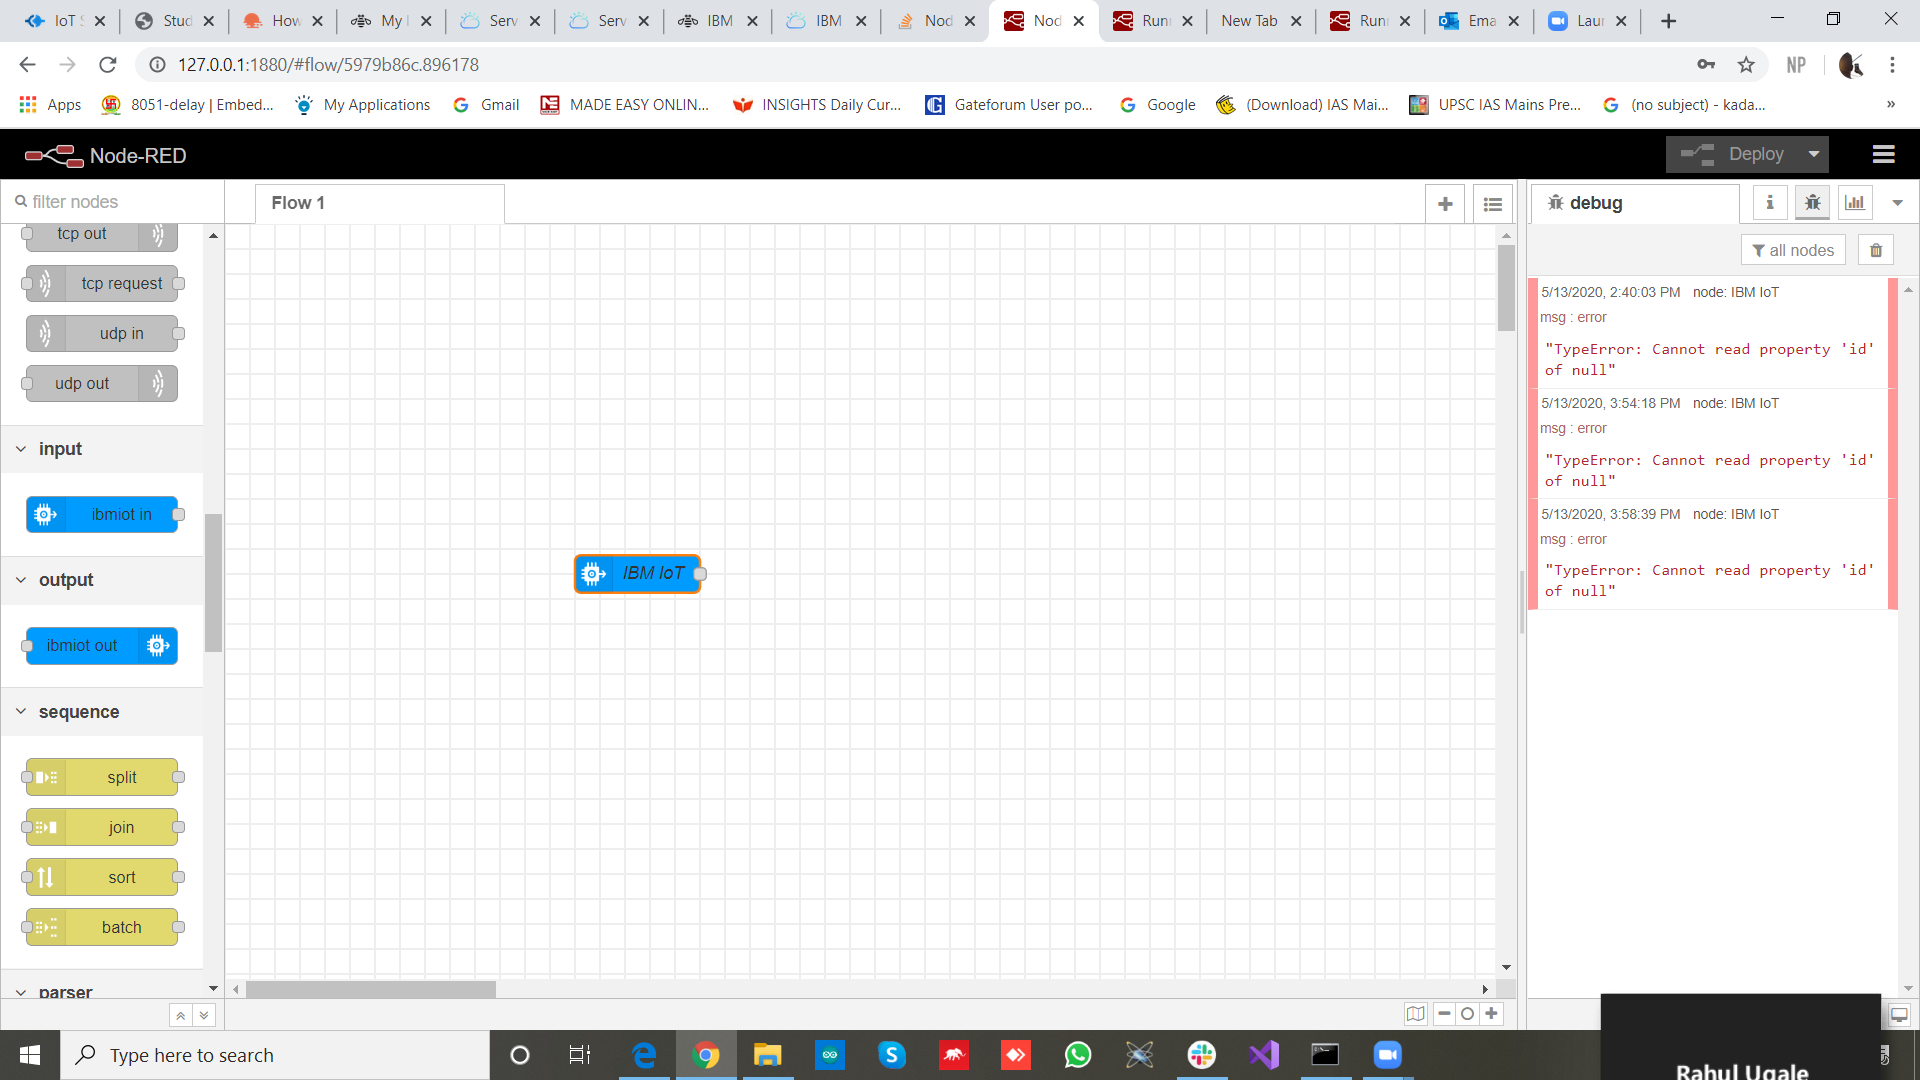 IoT S
Stud
How
My I
Serv
Serv
IBM
IBM
Nod
Nod
Runn
New Tab
Runn
Ema
Laun
127.0.0.1:1880/#flow/5979b86c.896178
NP
Apps
8051-delay | Embed...
My Applications
Gmail
MADE EASY ONLIN...
INSIGHTS Daily Cur...
Gateforum User po...
Google
(Download) IAS Mai...
UPSC IAS Mains Pre...
(no subject) - kada...
»
Node-RED
Deploy
filter nodes
Flow 1
debug
all nodes
tcp out
tcp request
udp in
udp out
input
ibmiot in
output
ibmiot out
sequence
split
join
sort
batch
parser
IBM IoT
5/13/2020, 2:40:03 PM node: IBM IoT
msg : error
"TypeError: Cannot read property 'id'
of null"
5/13/2020, 3:54:18 PM node: IBM IoT
msg : error
"TypeError: Cannot read property 'id'
of null"
5/13/2020, 3:58:39 PM node: IBM IoT
msg : error
"TypeError: Cannot read property 'id'
of null"
Type here to search
Rahul Ugale